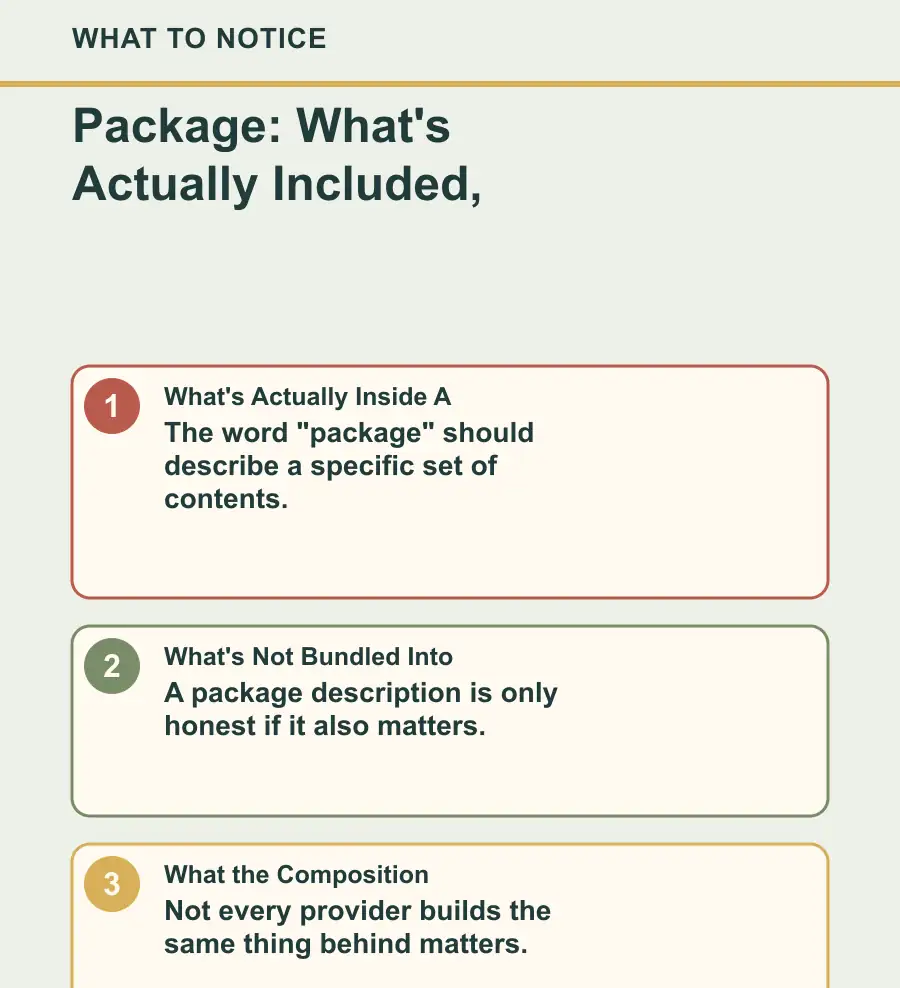 WHAT TO NOTICE
Package: What's
Actually Included,
1
What's Actually Inside A
The word "package" should
describe a specific set of
contents.
2
What's Not Bundled Into
A package description is only
honest if it also matters.
3
What the Composition
Not every provider builds the
same thing behind matters.